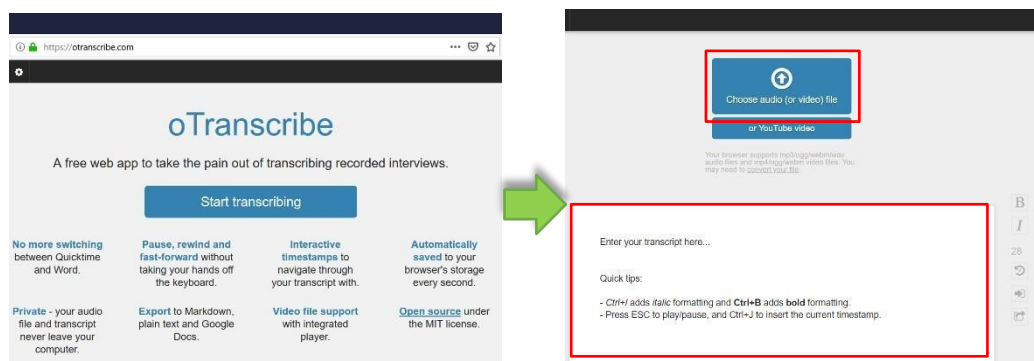 https://otranscribe.com
oTranscribe
A free web app to take the pain out of transcribing recorded interviews.
Start transcribing
No more switching
between Quicktime
and Word.
Pause, rewind and
fast-forward without
taking your hands off
the keyboard.
Interactive
timestamps to
navigate through
your transcript with.
Automatically
saved to your
browser's storage
every second.
Private - your audio
file and transcript
never leave your
computer.
Export to Markdown,
plain text and Google
Docs.
Video file support
with integrated
player.
Open source under
the MIT license.
Choose audio (or video) file
or YouTube video
Your browser supports mp3/ogg/webm/wav
audio files and mp4/ogg/webm video files. You
may need to convert your file.
Enter your transcript here...
Quick tips:
- Ctrl+I adds italic formatting and Ctrl+B adds bold formatting.
- Press ESC to play/pause, and Ctrl+J to insert the current timestamp.
B
I
28